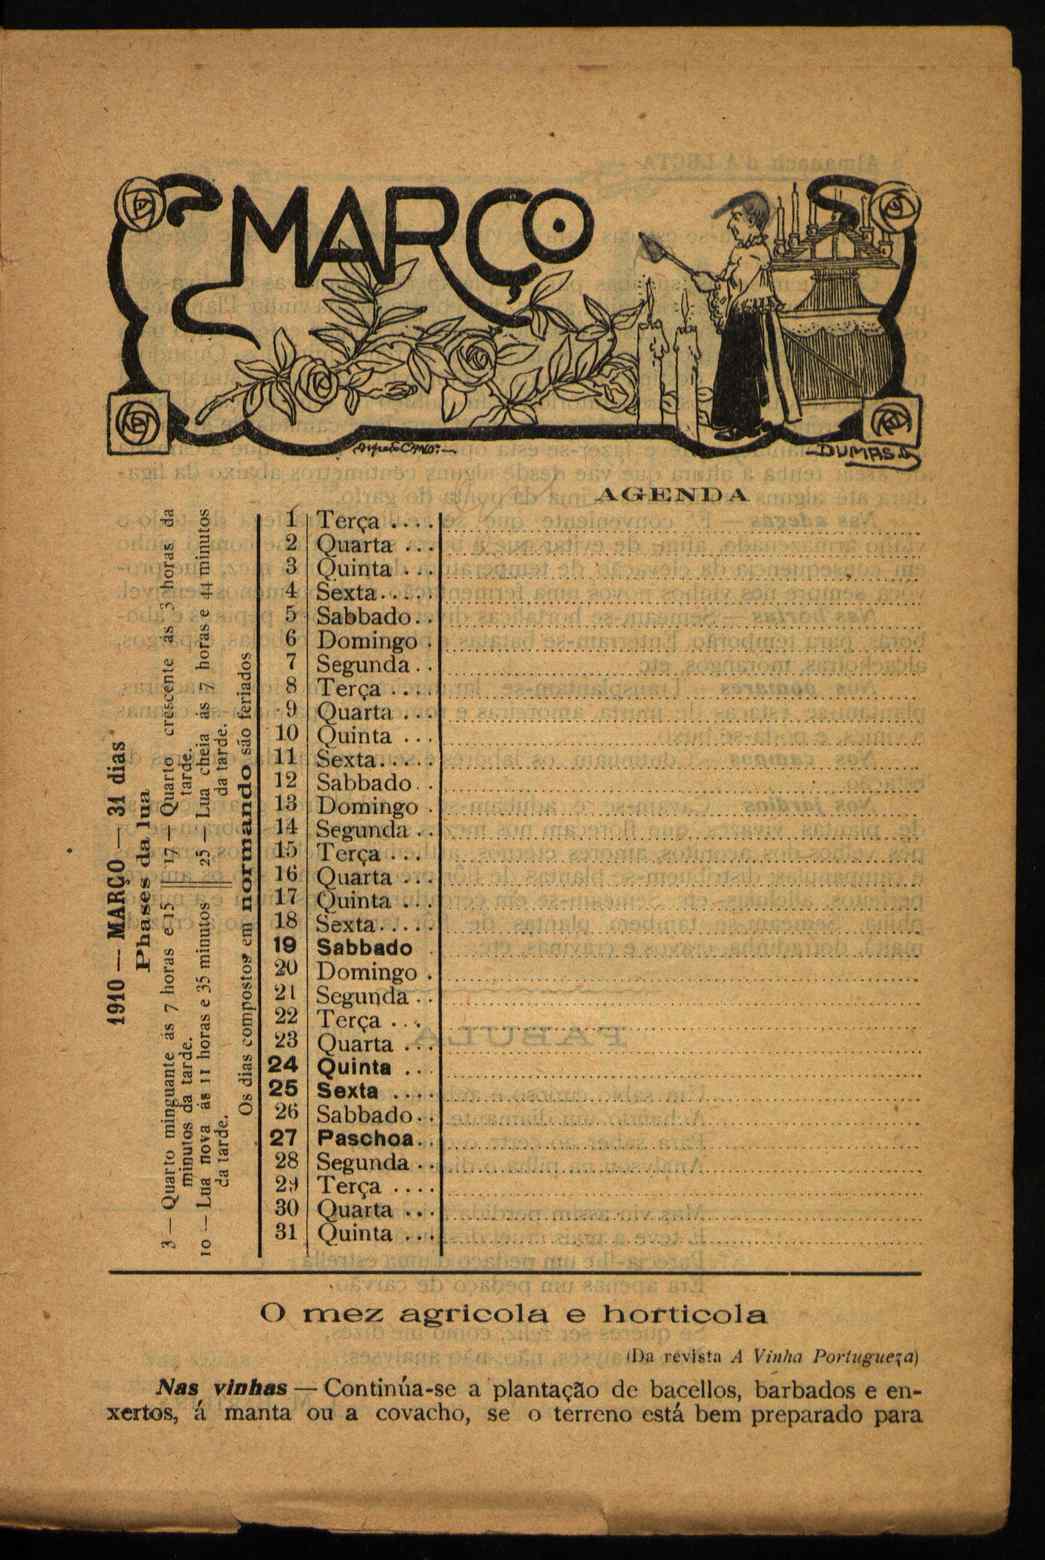 MARÇO
DUMAS
1910 — MARÇO — 31 dias
Phases da lua
3 — Quarto minguante ás 7 horas e 15
minutos da tarde.
10 — Lua nova ás 11 horas e 35 minutos
da tarde.
17 — Quarto crescente ás 3 horas da
tarde.
25 — Lua cheia ás 7 horas e 44 minutos
da tarde.
Os dias compostos em normando são feriados
AGENDA
1 Terça ....
2 Quarta ...
3 Quinta ...
4 Sexta.....
5 Sabbado..
6 Domingo .
7 Segunda ..
8 Terça ....
9 Quarta ...
10 Quinta ...
11 Sexta.....
12 Sabbado..
13 Domingo .
14 Segunda ..
15 Terça ....
16 Quarta ...
17 Quinta ...
18 Sexta.....
19 Sabbado .
20 Domingo .
21 Segunda ..
22 Terça ....
23 Quarta ...
24 Quinta ...
25 Sexta ....
26 Sabbado..
27 Paschoa..
28 Segunda ..
29 Terça ....
30 Quarta ...
31 Quinta ...
O mez agricola e horticola
(Da revista A Vinha Portugueza)
Nas vinhas — Continúa-se a plantação de bacellos, barbados e en-
xertos, á manta ou a covacho, se o terreno está bem preparado para